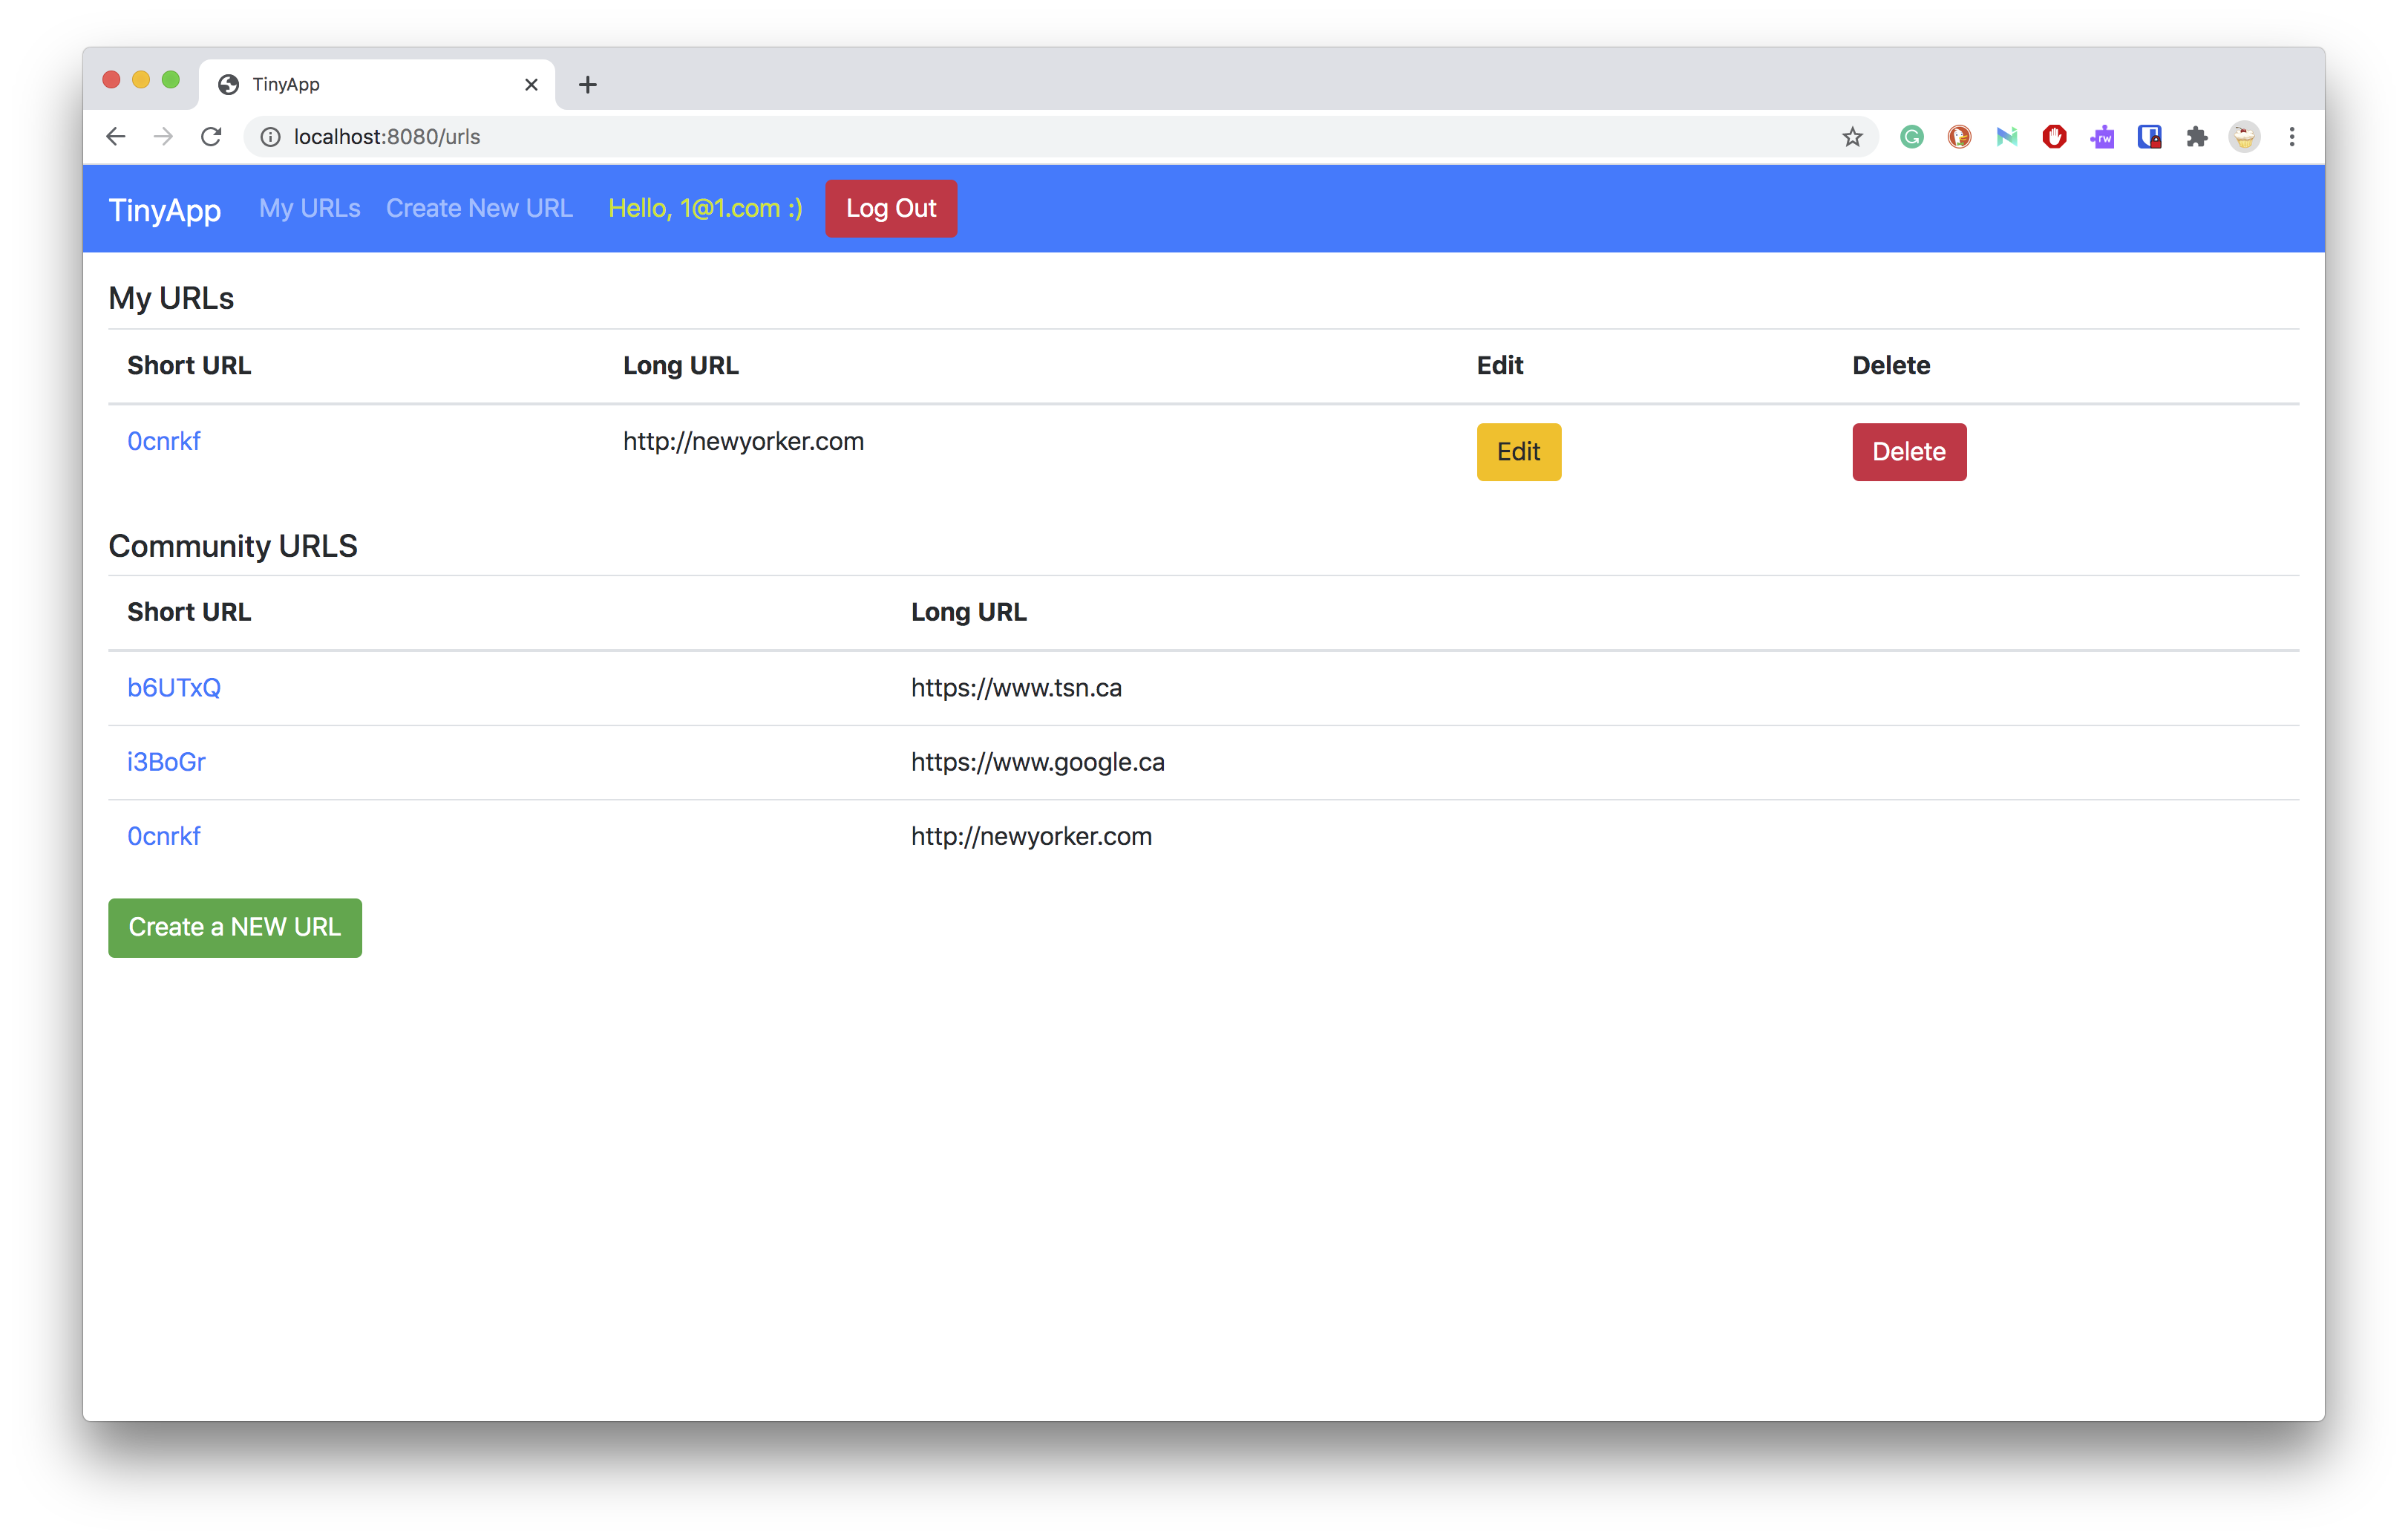 TinyApp
localhost:8080/urls
rw
TinyApp My URLs Create New URL Hello, 1@1.com :) Log Out
My URLs
Short URL Long URL Edit Delete
0cnrkf http://newyorker.com Edit Delete
Community URLS
Short URL Long URL
b6UTxQ https://www.tsn.ca
i3BoGr https://www.google.ca
0cnrkf http://newyorker.com
Create a NEW URL